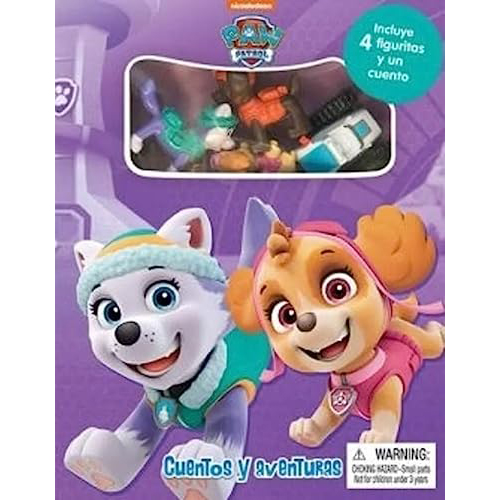 nickelodeon
PAW
PATROL
Incluye
4 figuritas
y un
cuento
Cuentos y aventuras
WARNING:
CHOKING HAZARD—Small parts
Not for children under 3 years